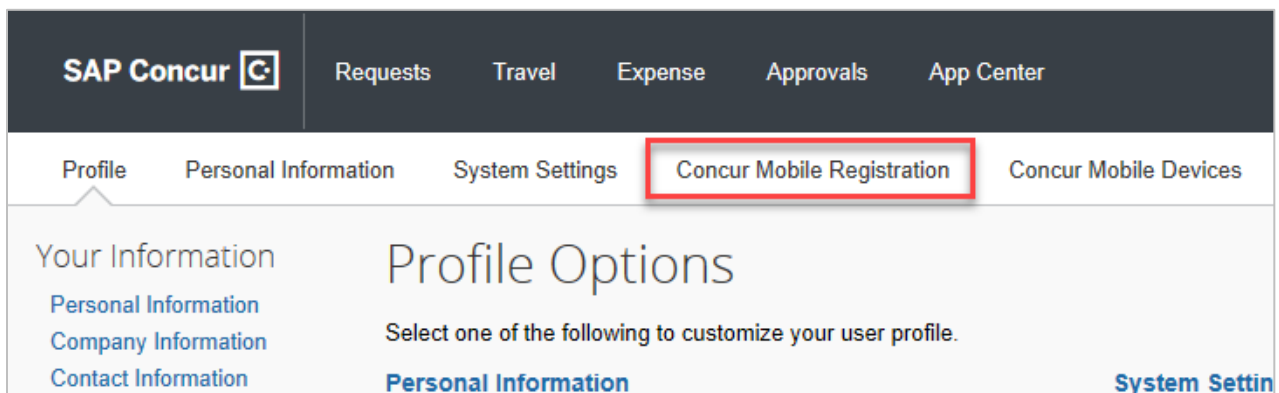 SAP Concur C Requests Travel Expense Approvals App Center
Profile Personal Information System Settings Concur Mobile Registration Concur Mobile Devices
Your Information
Personal Information
Company Information
Contact Information
Profile Options
Select one of the following to customize your user profile.
Personal Information
System Settin